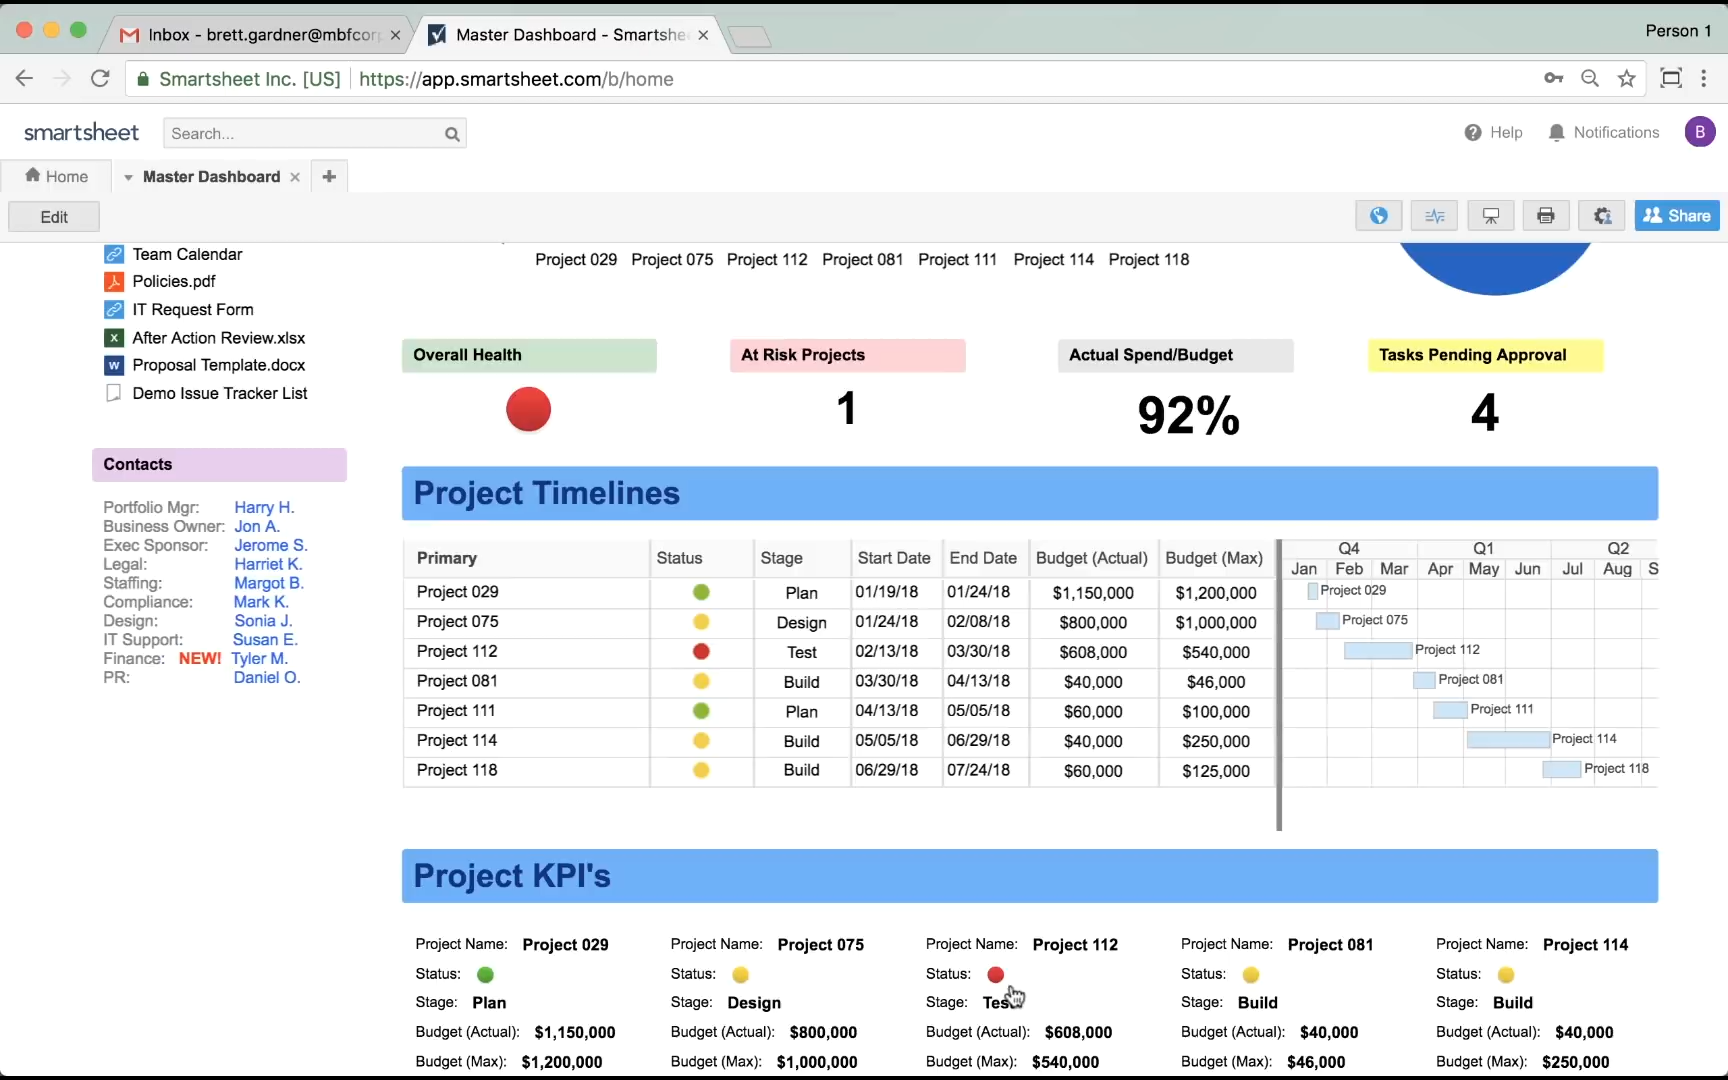 Inbox - brett.gardner@mbfcorp
Master Dashboard - Smartshe
Person 1
Smartsheet Inc. [US] https://app.smartsheet.com/b/home
smartsheet Search... Help Notifications B
Home Master Dashboard
Edit Share
Team Calendar
Policies.pdf
IT Request Form
After Action Review.xlsx
Proposal Template.docx
Demo Issue Tracker List
Contacts
Portfolio Mgr: Harry H.
Business Owner: Jon A.
Exec Sponsor: Jerome S.
Legal: Harriet K.
Staffing: Margot B.
Compliance: Mark K.
Design: Sonia J.
IT Support: Susan E.
Finance: NEW! Tyler M.
PR: Daniel O.
Project 029 Project 075 Project 112 Project 081 Project 111 Project 114 Project 118
Overall Health At Risk Projects Actual Spend/Budget Tasks Pending Approval
1 92% 4
Project Timelines
Primary Status Stage Start Date End Date Budget (Actual) Budget (Max)
Q4 Q1 Q2
Jan Feb Mar Apr May Jun Jul Aug S
Project 029 Plan 01/19/18 01/24/18 $1,150,000 $1,200,000 Project 029
Project 075 Design 01/24/18 02/08/18 $800,000 $1,000,000 Project 075
Project 112 Test 02/13/18 03/30/18 $608,000 $540,000 Project 112
Project 081 Build 03/30/18 04/13/18 $40,000 $46,000 Project 081
Project 111 Plan 04/13/18 05/05/18 $60,000 $100,000 Project 111
Project 114 Build 05/05/18 06/29/18 $40,000 $250,000 Project 114
Project 118 Build 06/29/18 07/24/18 $60,000 $125,000 Project 118
Project KPI's
Project Name: Project 029 Project Name: Project 075 Project Name: Project 112 Project Name: Project 081 Project Name: Project 114
Status: Status: Status: Status: Status:
Stage: Plan Stage: Design Stage: Test Stage: Build Stage: Build
Budget (Actual): $1,150,000 Budget (Actual): $800,000 Budget (Actual): $608,000 Budget (Actual): $40,000 Budget (Actual): $40,000
Budget (Max): $1,200,000 Budget (Max): $1,000,000 Budget (Max): $540,000 Budget (Max): $46,000 Budget (Max): $250,000